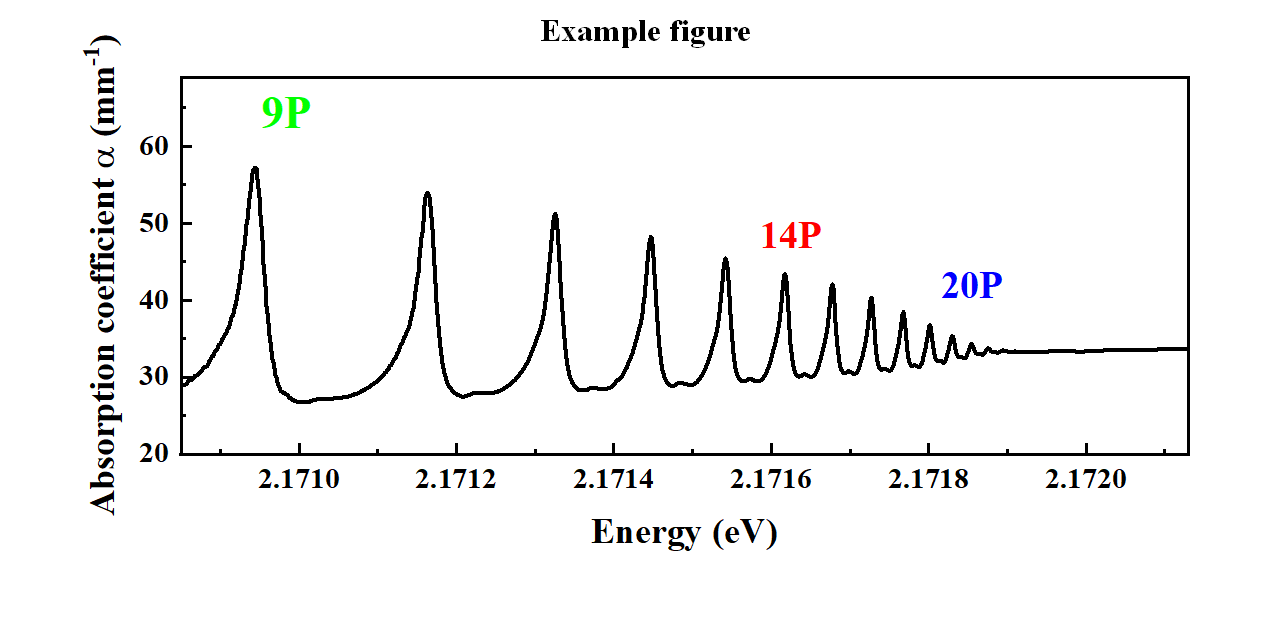 Example figure
Absorption coefficient α (mm⁻¹)
60
50
40
30
20
9P
14P
20P
2.1710 2.1712 2.1714 2.1716 2.1718 2.1720
Energy (eV)